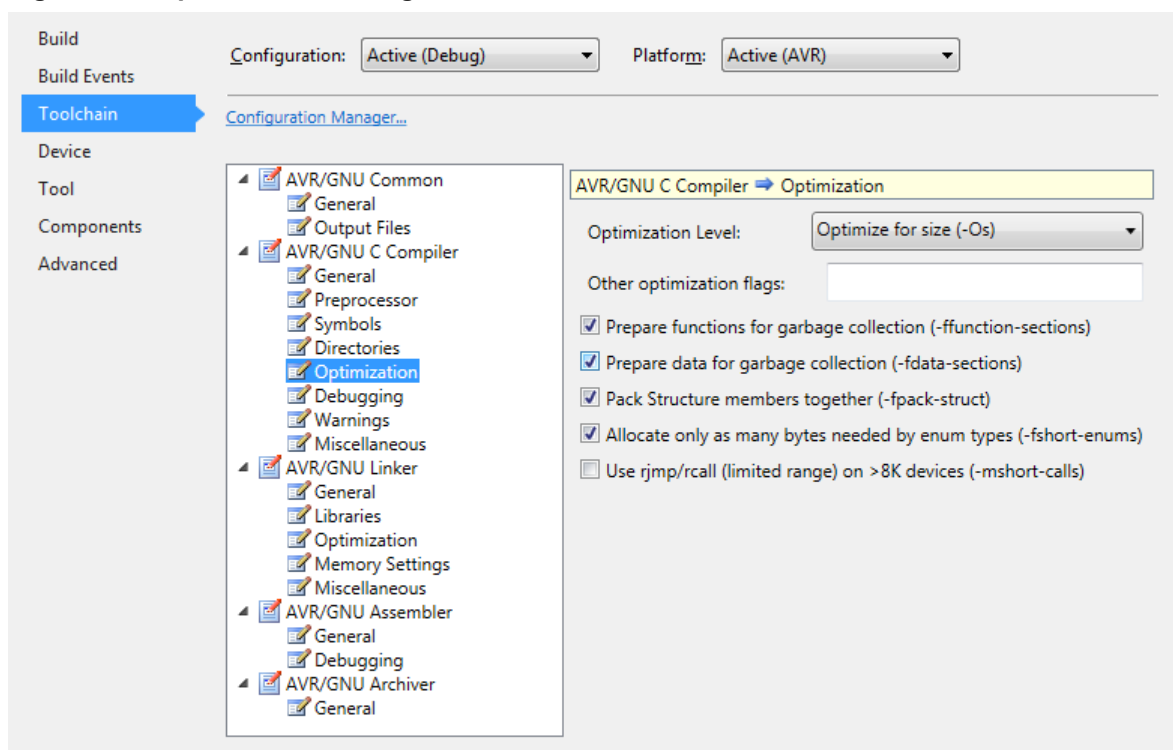 Build
Build Events
Toolchain
Device
Tool
Components
Advanced
Configuration: Active (Debug) Platform: Active (AVR)
Configuration Manager...
AVR/GNU Common
General
Output Files
AVR/GNU C Compiler
General
Preprocessor
Symbols
Directories
Optimization
Debugging
Warnings
Miscellaneous
AVR/GNU Linker
General
Libraries
Optimization
Memory Settings
Miscellaneous
AVR/GNU Assembler
General
Debugging
AVR/GNU Archiver
General
AVR/GNU C Compiler ➡ Optimization
Optimization Level: Optimize for size (-Os)
Other optimization flags:
Prepare functions for garbage collection (-ffunction-sections)
Prepare data for garbage collection (-fdata-sections)
Pack Structure members together (-fpack-struct)
Allocate only as many bytes needed by enum types (-fshort-enums)
Use rjmp/rcall (limited range) on >8K devices (-mshort-calls)